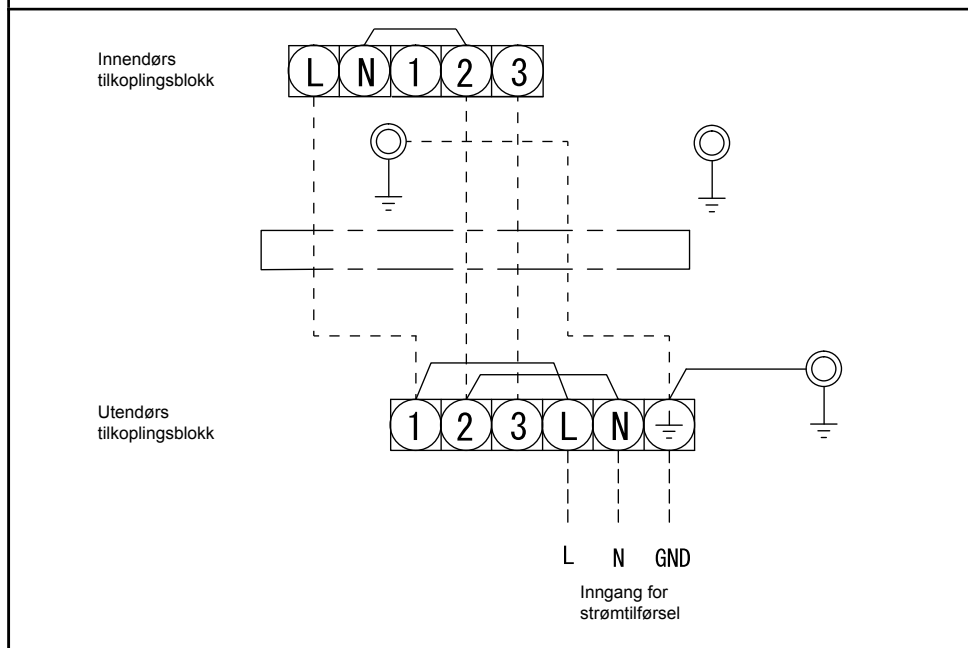 Innendørs
tilkoplingsblokk
L N 1 2 3
Utendørs
tilkoplingsblokk
1 2 3 L N
L N GND
Inngang for
strømtilførsel